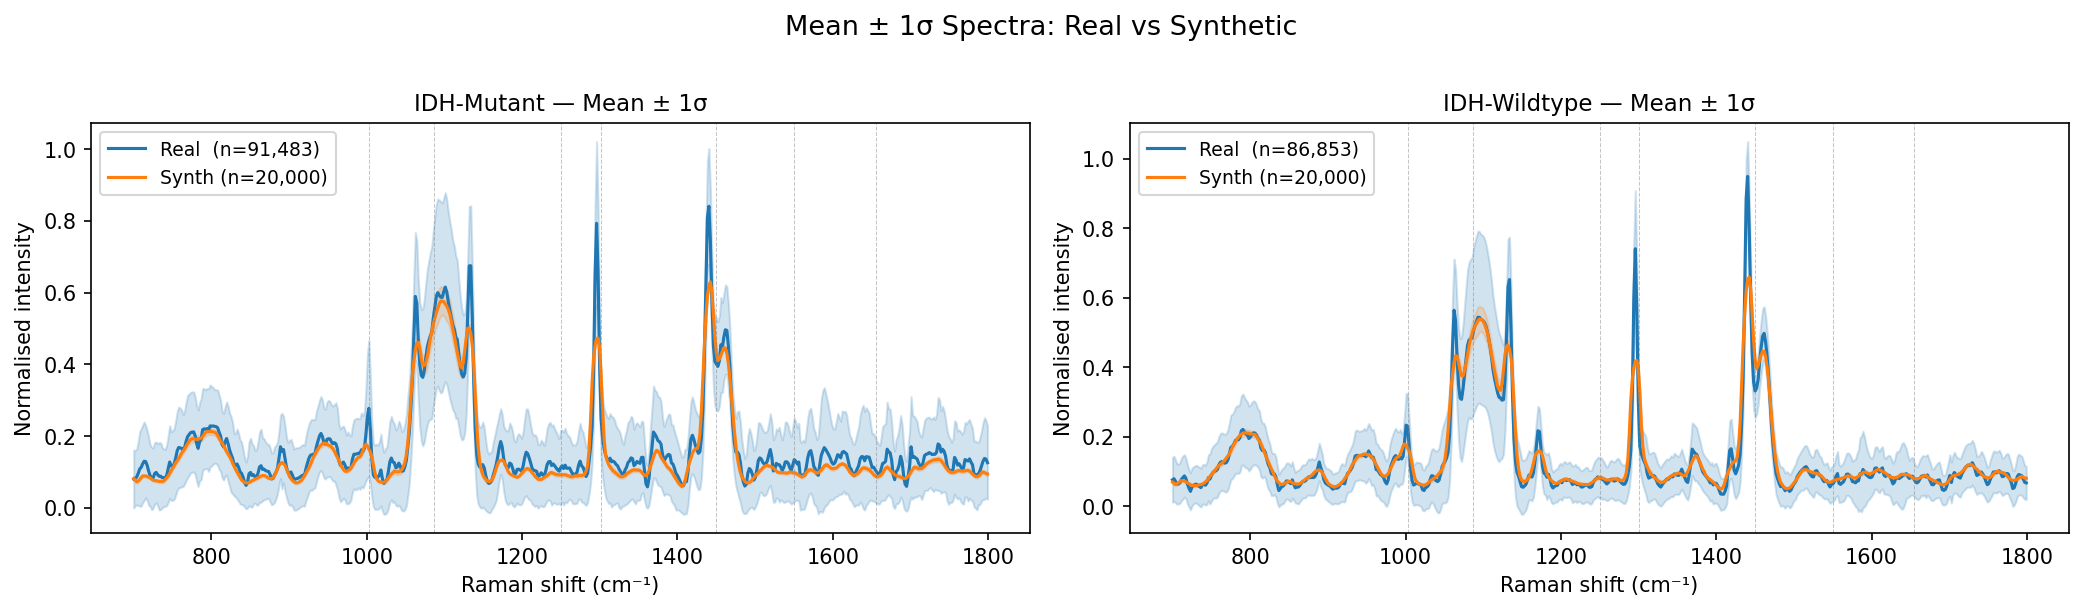 Mean ± 1σ Spectra: Real vs Synthetic
IDH-Mutant — Mean ± 1σ
Real (n=91,483)
Synth (n=20,000)
Normalised intensity
1.0
0.8
0.6
0.4
0.2
0.0
800 1000 1200 1400 1600 1800
Raman shift (cm⁻¹)
IDH-Wildtype — Mean ± 1σ
Real (n=86,853)
Synth (n=20,000)
Normalised intensity
1.0
0.8
0.6
0.4
0.2
0.0
800 1000 1200 1400 1600 1800
Raman shift (cm⁻¹)